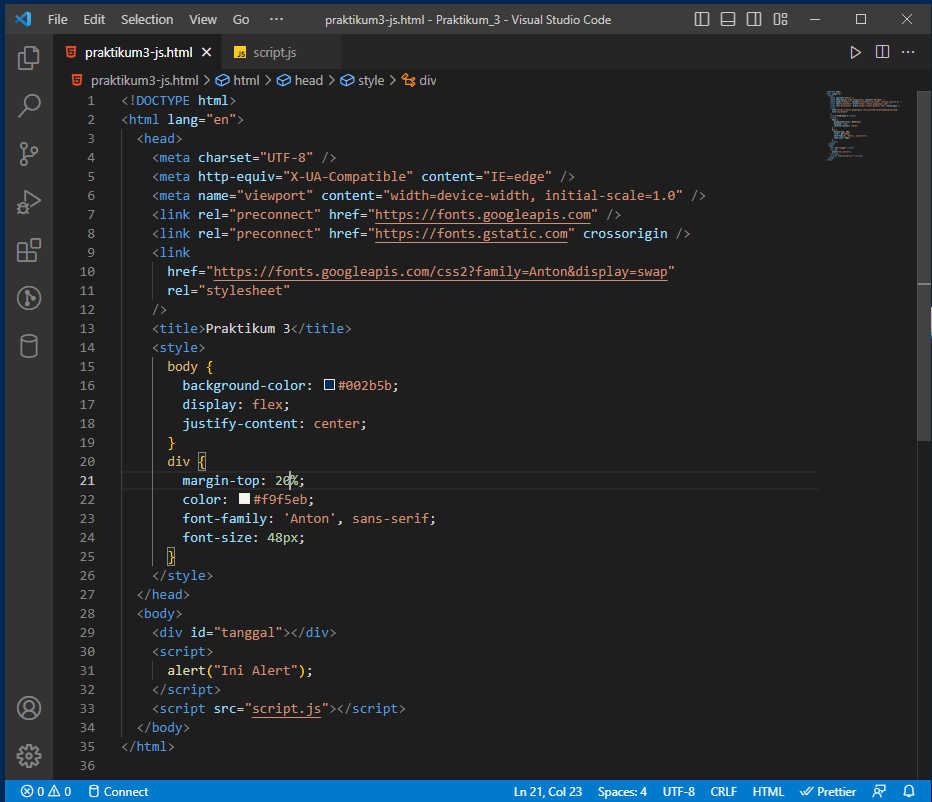 File Edit Selection View Go ··· praktikum3-js.html - Praktikum_3 - Visual Studio Code
praktikum3-js.html JS script.js
praktikum3-js.html > html > head > style > div
1 <!DOCTYPE html>
2 <html lang="en">
3 <head>
4 <meta charset="UTF-8" />
5 <meta http-equiv="X-UA-Compatible" content="IE=edge" />
6 <meta name="viewport" content="width=device-width, initial-scale=1.0" />
7 <link rel="preconnect" href="https://fonts.googleapis.com" />
8 <link rel="preconnect" href="https://fonts.gstatic.com" crossorigin />
9 <link
10 href="https://fonts.googleapis.com/css2?family=Anton&display=swap"
11 rel="stylesheet"
12 />
13 <title>Praktikum 3</title>
14 <style>
15 body {
16 background-color: #002b5b;
17 display: flex;
18 justify-content: center;
19 }
20 div {
21 margin-top: 20%;
22 color: #f9f5eb;
23 font-family: 'Anton', sans-serif;
24 font-size: 48px;
25 }
26 </style>
27 </head>
28 <body>
29 <div id="tanggal"></div>
30 <script>
31 alert("Ini Alert");
32 </script>
33 <script src="script.js"></script>
34 </body>
35 </html>
36
0 0 Connect Ln 21, Col 23 Spaces: 4 UTF-8 CRLF HTML Prettier